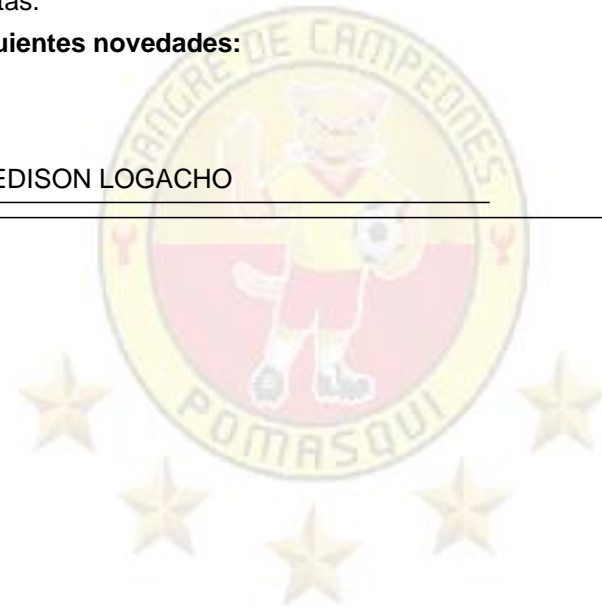 tas.
uientes novedades:
EDISON LOGACHO
SANGRE DE CAMPEONES
POMASQUI